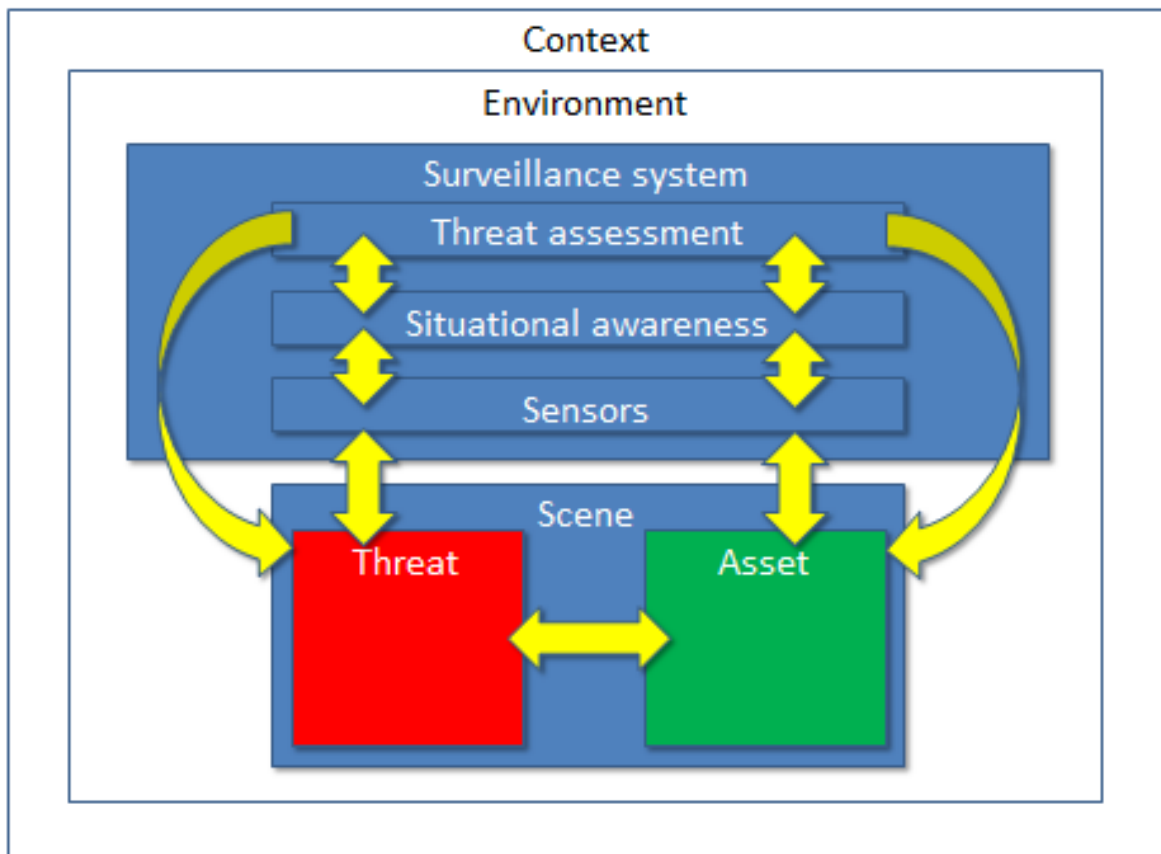 Context
Environment
Surveillance system
Threat assessment
Situational awareness
Sensors
Scene
Threat
Asset